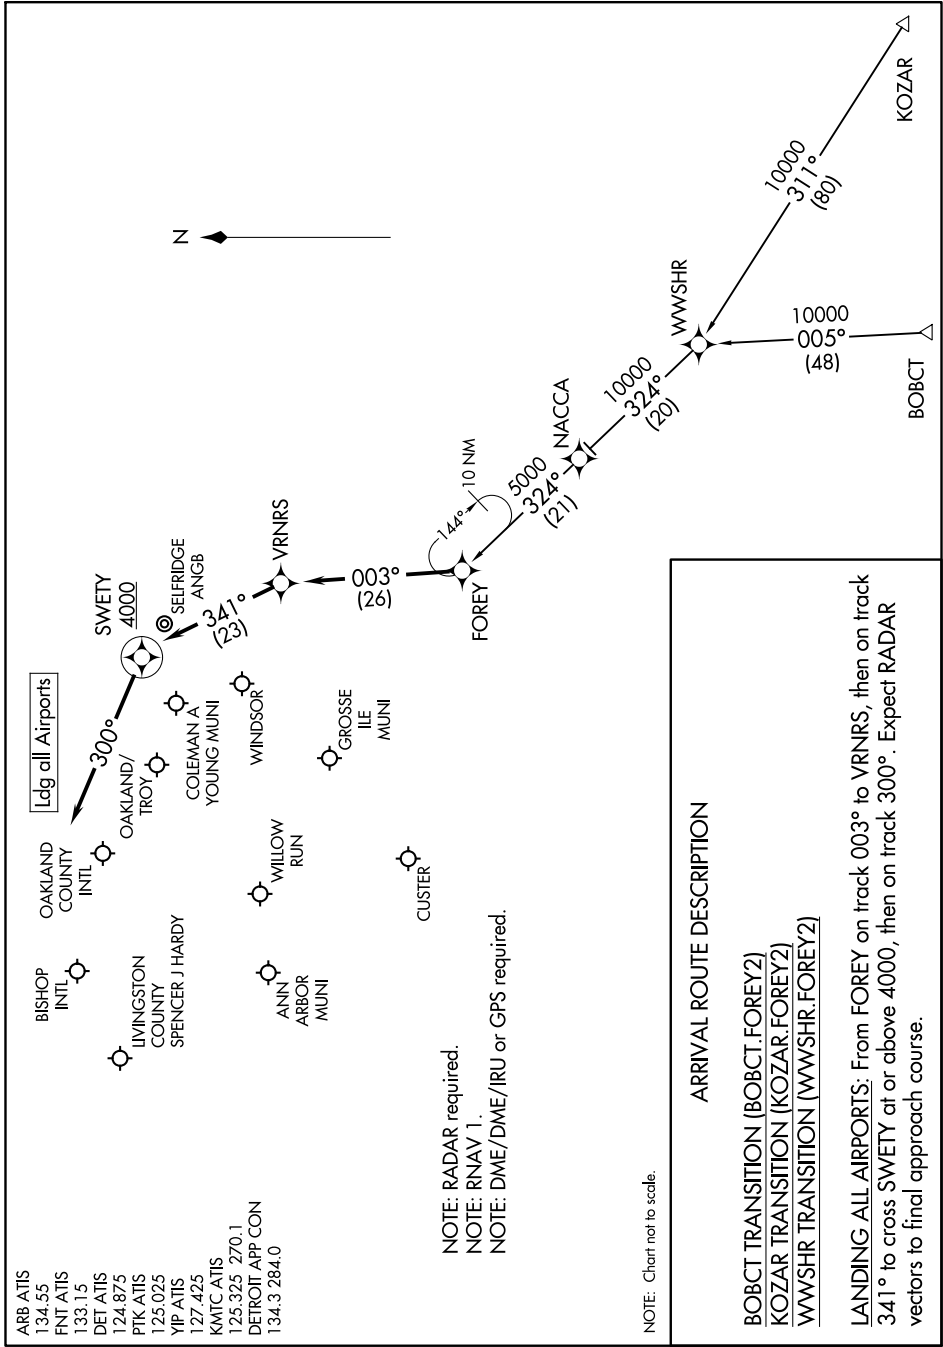 ARB ATIS
134.55
FNT ATIS
133.15
DET ATIS
124.875
PTK ATIS
125.025
YIP ATIS
127.425
KMTC ATIS
125.325 270.1
DETROIT APP CON
134.3 284.0
Ldg all Airports
BISHOP
INTL
OAKLAND
COUNTY
INTL
LIVINGSTON
COUNTY
SPENCER J HARDY
OAKLAND/
TROY
300°
SWETY
4000
SELFRIDGE
ANGB
COLEMAN A
YOUNG MUNI
341°
(23)
WINDSOR
VRNRS
N
ANN
ARBOR
MUNI
WILLOW
RUN
GROSSE
ILE
MUNI
003°
(26)
CUSTER
FOREY
144°
10 NM
5000
324°
(21)
NACCA
10000
324°
(20)
WWSHR
10000
311°
(80)
KOZAR
10000
005°
(48)
BOBCT
NOTE: RADAR required.
NOTE: RNAV 1.
NOTE: DME/DME/IRU or GPS required.
NOTE: Chart not to scale.
ARRIVAL ROUTE DESCRIPTION
BOBCT TRANSITION (BOBCT.FOREY2)
KOZAR TRANSITION (KOZAR.FOREY2)
WWSHR TRANSITION (WWSHR.FOREY2)
LANDING ALL AIRPORTS: From FOREY on track 003° to VRNRS, then on track
341° to cross SWETY at or above 4000, then on track 300°. Expect RADAR
vectors to final approach course.